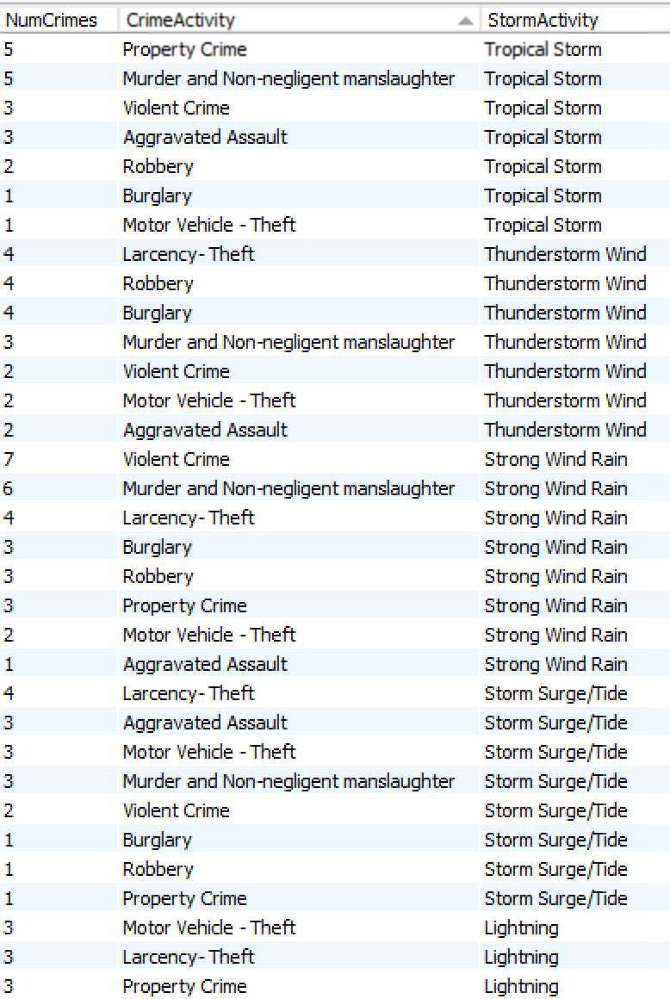 NumCrimes CrimeActivity StormActivity
5 Property Crime Tropical Storm
5 Murder and Non-negligent manslaughter Tropical Storm
3 Violent Crime Tropical Storm
3 Aggravated Assault Tropical Storm
2 Robbery Tropical Storm
1 Burglary Tropical Storm
1 Motor Vehicle - Theft Tropical Storm
4 Larcency- Theft Thunderstorm Wind
4 Robbery Thunderstorm Wind
4 Burglary Thunderstorm Wind
3 Murder and Non-negligent manslaughter Thunderstorm Wind
2 Violent Crime Thunderstorm Wind
2 Motor Vehicle - Theft Thunderstorm Wind
2 Aggravated Assault Thunderstorm Wind
7 Violent Crime Strong Wind Rain
6 Murder and Non-negligent manslaughter Strong Wind Rain
4 Larcency- Theft Strong Wind Rain
3 Burglary Strong Wind Rain
3 Robbery Strong Wind Rain
3 Property Crime Strong Wind Rain
2 Motor Vehicle - Theft Strong Wind Rain
1 Aggravated Assault Strong Wind Rain
4 Larcency- Theft Storm Surge/Tide
3 Aggravated Assault Storm Surge/Tide
3 Motor Vehicle - Theft Storm Surge/Tide
3 Murder and Non-negligent manslaughter Storm Surge/Tide
2 Violent Crime Storm Surge/Tide
1 Burglary Storm Surge/Tide
1 Robbery Storm Surge/Tide
1 Property Crime Storm Surge/Tide
3 Motor Vehicle - Theft Lightning
3 Larcency- Theft Lightning
3 Property Crime Lightning